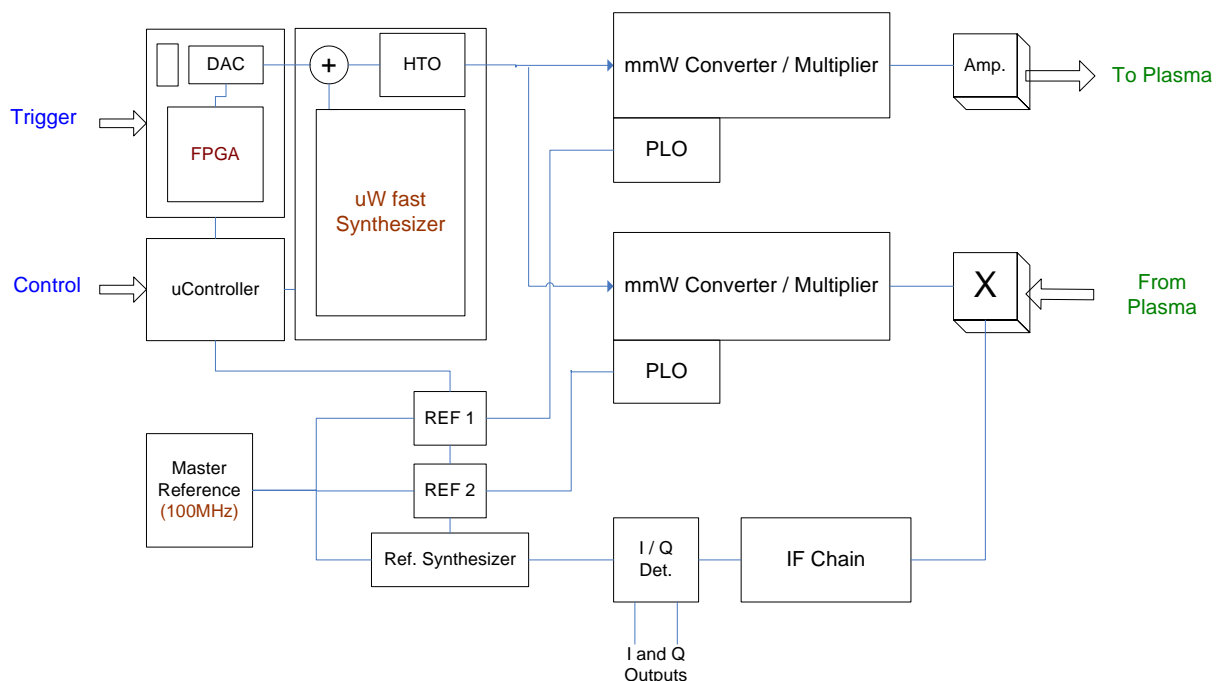 DAC
+
HTO
mmW Converter / Multiplier
Amp.
To Plasma
Trigger
FPGA
PLO
uW fast
Synthesizer
Control
uController
mmW Converter / Multiplier
X
From
Plasma
PLO
REF 1
Master
Reference
(100MHz)
REF 2
Ref. Synthesizer
I / Q
Det.
IF Chain
I and Q
Outputs